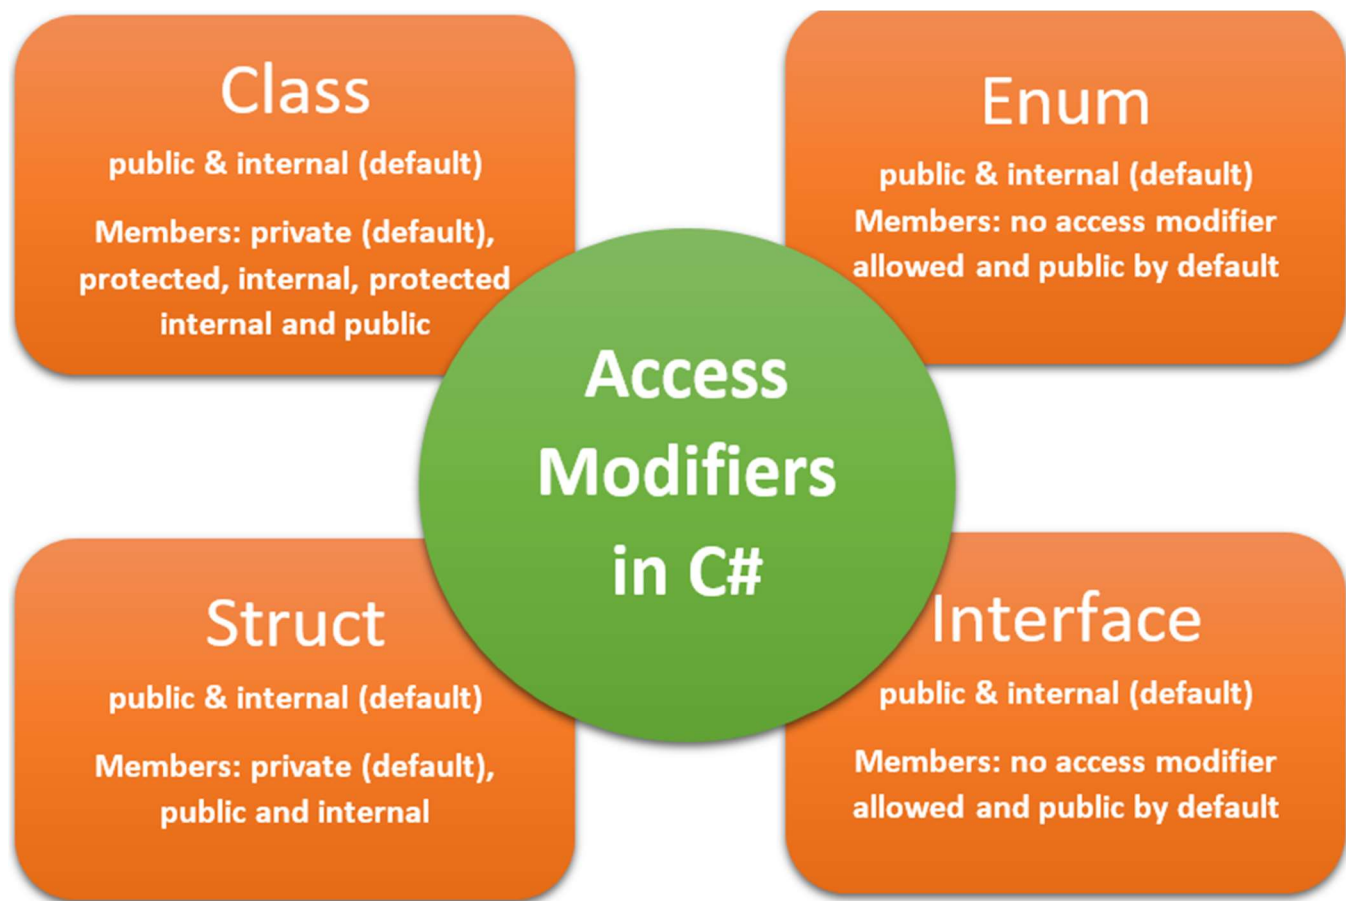 Class
public & internal (default)
Members: private (default),
protected, internal, protected
internal and public
Enum
public & internal (default)
Members: no access modifier
allowed and public by default
Access
Modifiers
in C#
Struct
public & internal (default)
Members: private (default),
public and internal
Interface
public & internal (default)
Members: no access modifier
allowed and public by default